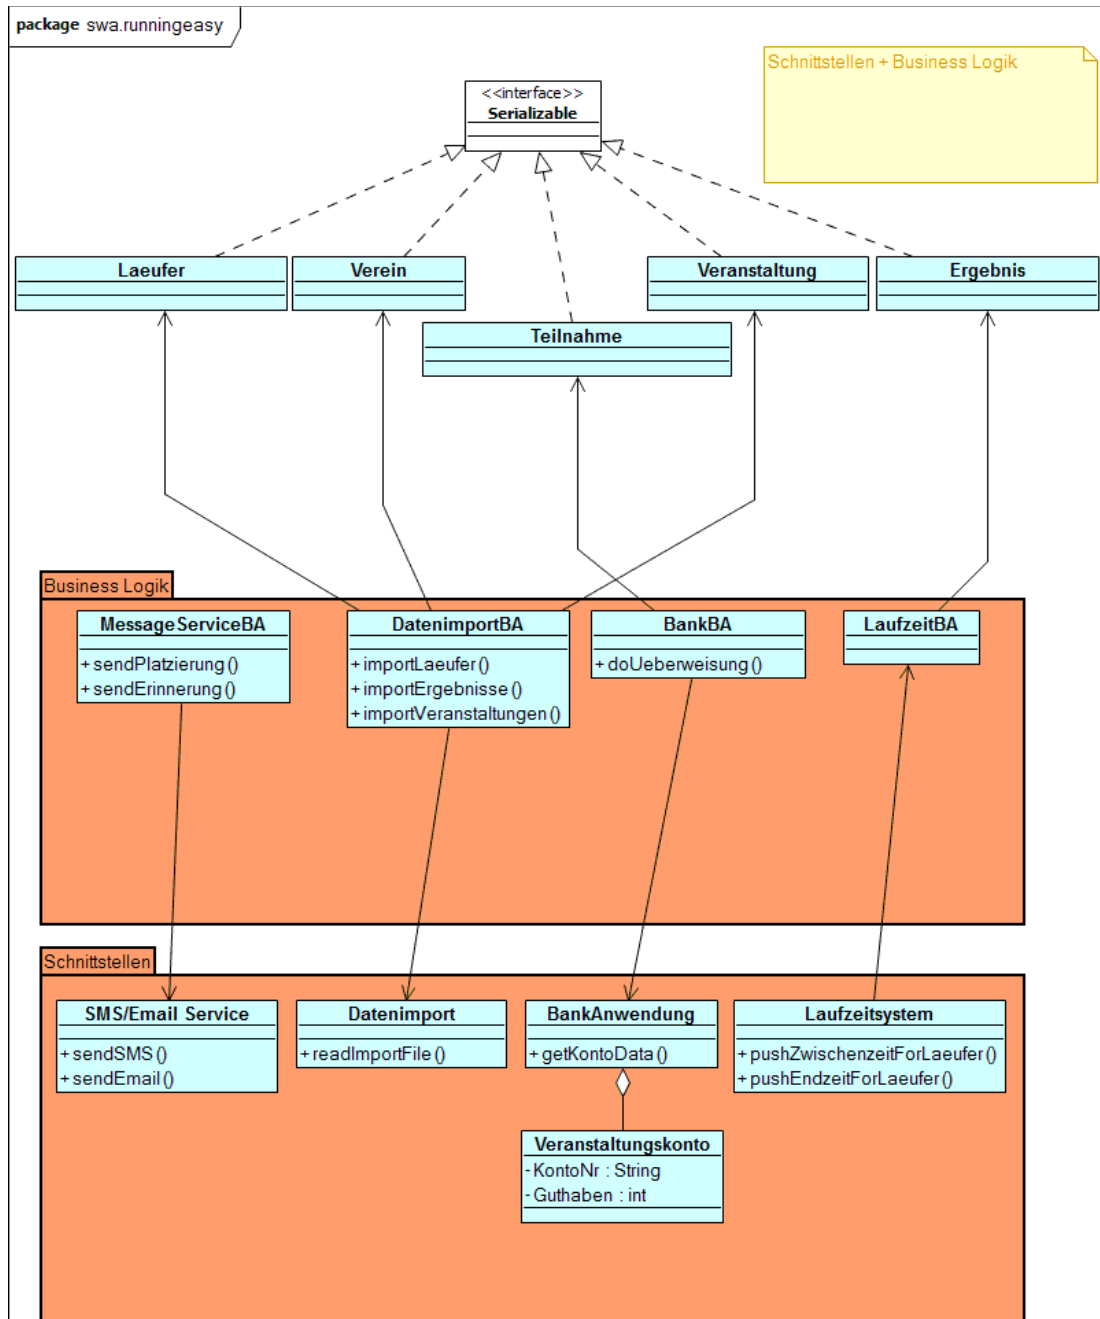 package swa.runningeasy
Schnittstellen + Business Logik
<<interface>>
Serializable
Laeufer
Verein
Veranstaltung
Ergebnis
Teilnahme
Business Logik
MessageServiceBA
+ sendPlatzierung()
+ sendErinnerung()
DatenimportBA
+ importLaeufer()
+ importErgebnisse()
+ importVeranstaltungen()
BankBA
+ doUeberweisung()
LaufzeitBA
Schnittstellen
SMS/Email Service
+ sendSMS()
+ sendEmail()
Datenimport
+ readImportFile()
BankAnwendung
+ getKontoData()
Laufzeitsystem
+ pushZwischenzeitForLaeufer()
+ pushEndzeitForLaeufer()
Veranstaltungskonto
- KontoNr : String
- Guthaben : int